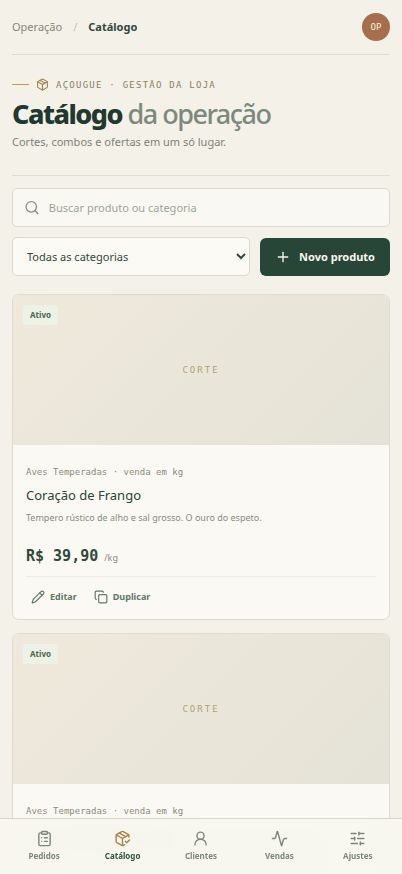 Operação / Catálogo
OP
AÇOUGUE · GESTÃO DA LOJA
Catálogo da operação
Cortes, combos e ofertas em um só lugar.
Buscar produto ou categoria
Todas as categorias
Novo produto
Ativo
CORTE
Aves Temperadas · venda em kg
Coração de Frango
Tempero rústico de alho e sal grosso. O ouro do espeto.
R$ 39,90 /kg
Editar Duplicar
Ativo
CORTE
Aves Temperadas · venda em kg
Pedidos Catálogo Clientes Vendas Ajustes